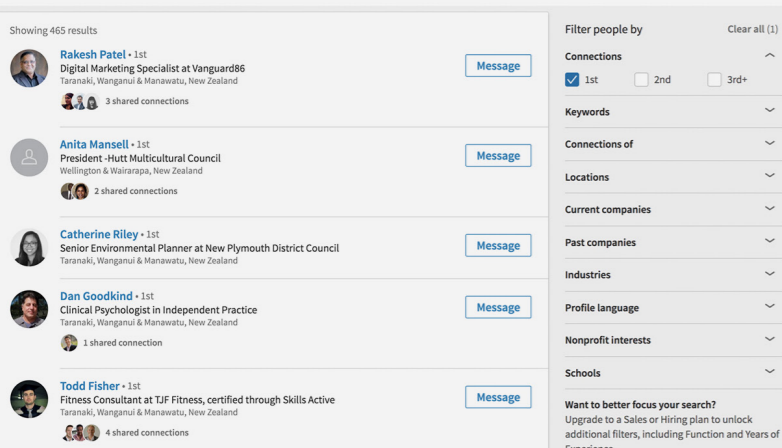 Showing 465 results
Rakesh Patel • 1st
Digital Marketing Specialist at Vanguard86
Taranaki, Wanganui & Manawatu, New Zealand
3 shared connections
Message
Anita Mansell • 1st
President -Hutt Multicultural Council
Wellington & Wairarapa, New Zealand
2 shared connections
Message
Catherine Riley • 1st
Senior Environmental Planner at New Plymouth District Council
Taranaki, Wanganui & Manawatu, New Zealand
Message
Dan Goodkind • 1st
Clinical Psychologist in Independent Practice
Taranaki, Wanganui & Manawatu, New Zealand
1 shared connection
Message
Todd Fisher • 1st
Fitness Consultant at TJF Fitness, certified through Skills Active
Taranaki, Wanganui & Manawatu, New Zealand
4 shared connections
Message
Filter people by Clear all (1)
Connections
1st 2nd 3rd+
Keywords
Connections of
Locations
Current companies
Past companies
Industries
Profile language
Nonprofit interests
Schools
Want to better focus your search?
Upgrade to a Sales or Hiring plan to unlock
additional filters, including Function and Years of